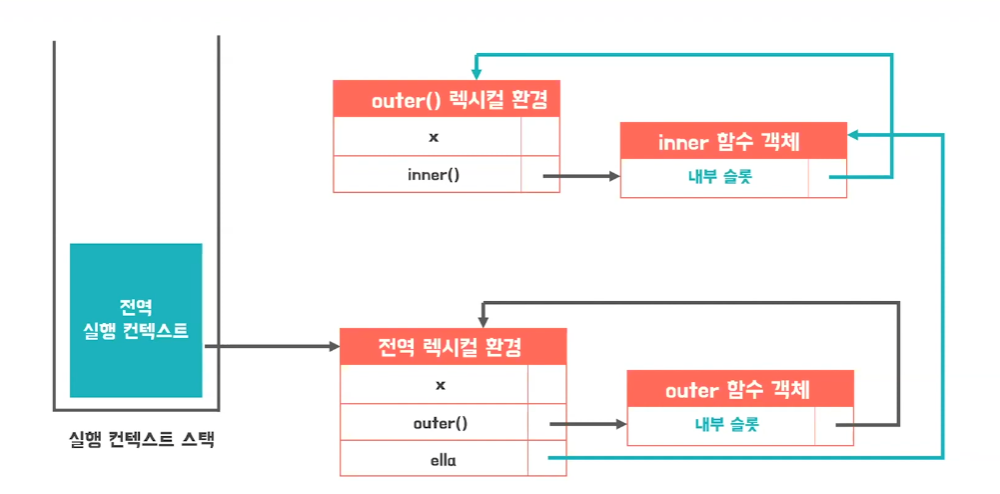 outer() 렉시컬 환경
x
inner()
inner 함수 객체
내부 슬롯
전역
실행 컨텍스트
실행 컨텍스트 스택
전역 렉시컬 환경
x
outer()
ella
outer 함수 객체
내부 슬롯